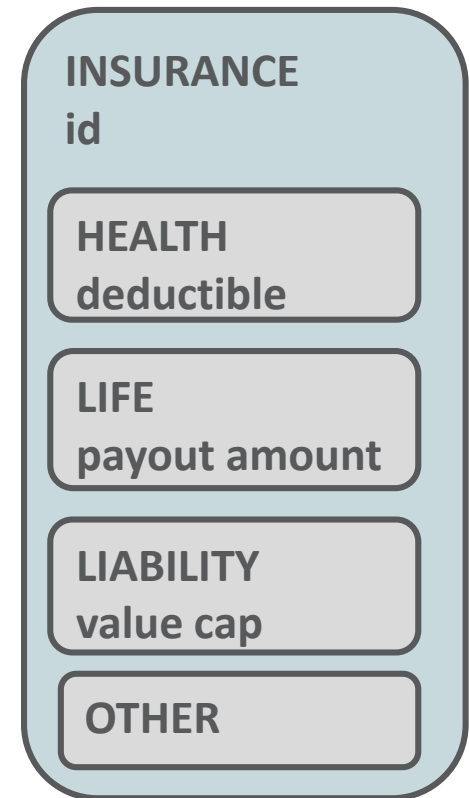 INSURANCE
id
HEALTH
deductible
LIFE
payout amount
LIABILITY
value cap
OTHER